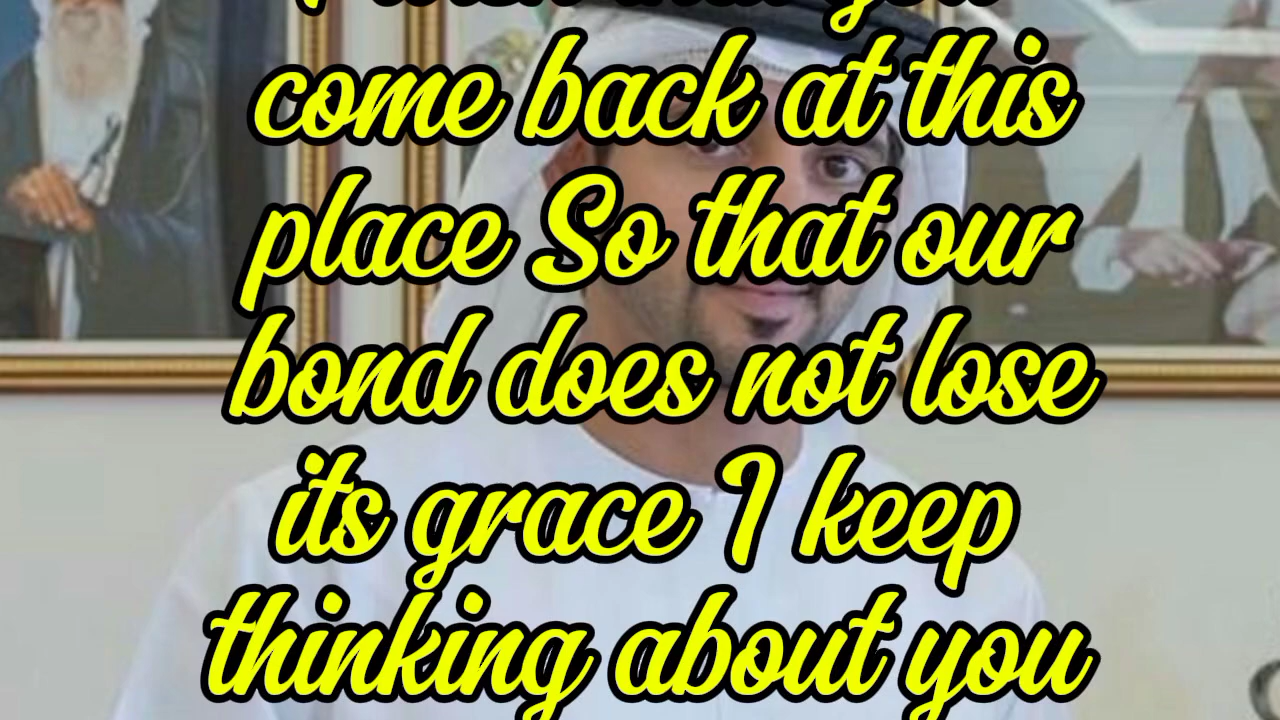 come back at this
place So that our
bond does not lose
its grace I keep
thinking about you